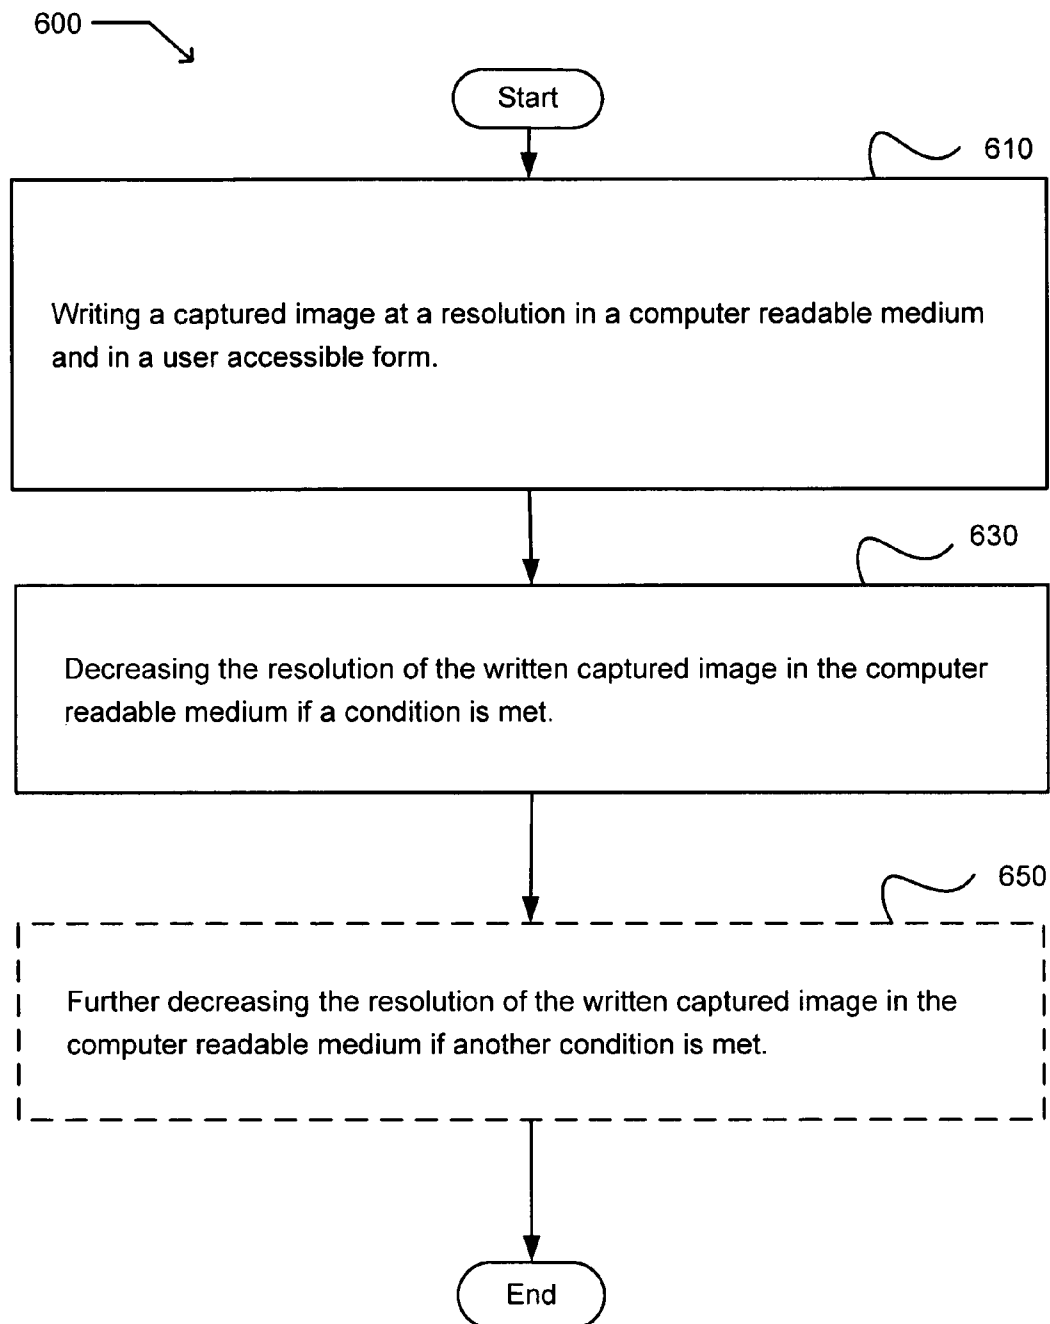 600
Start
610
Writing a captured image at a resolution in a computer readable medium
and in a user accessible form.
630
Decreasing the resolution of the written captured image in the computer
readable medium if a condition is met.
650
Further decreasing the resolution of the written captured image in the
computer readable medium if another condition is met.
End